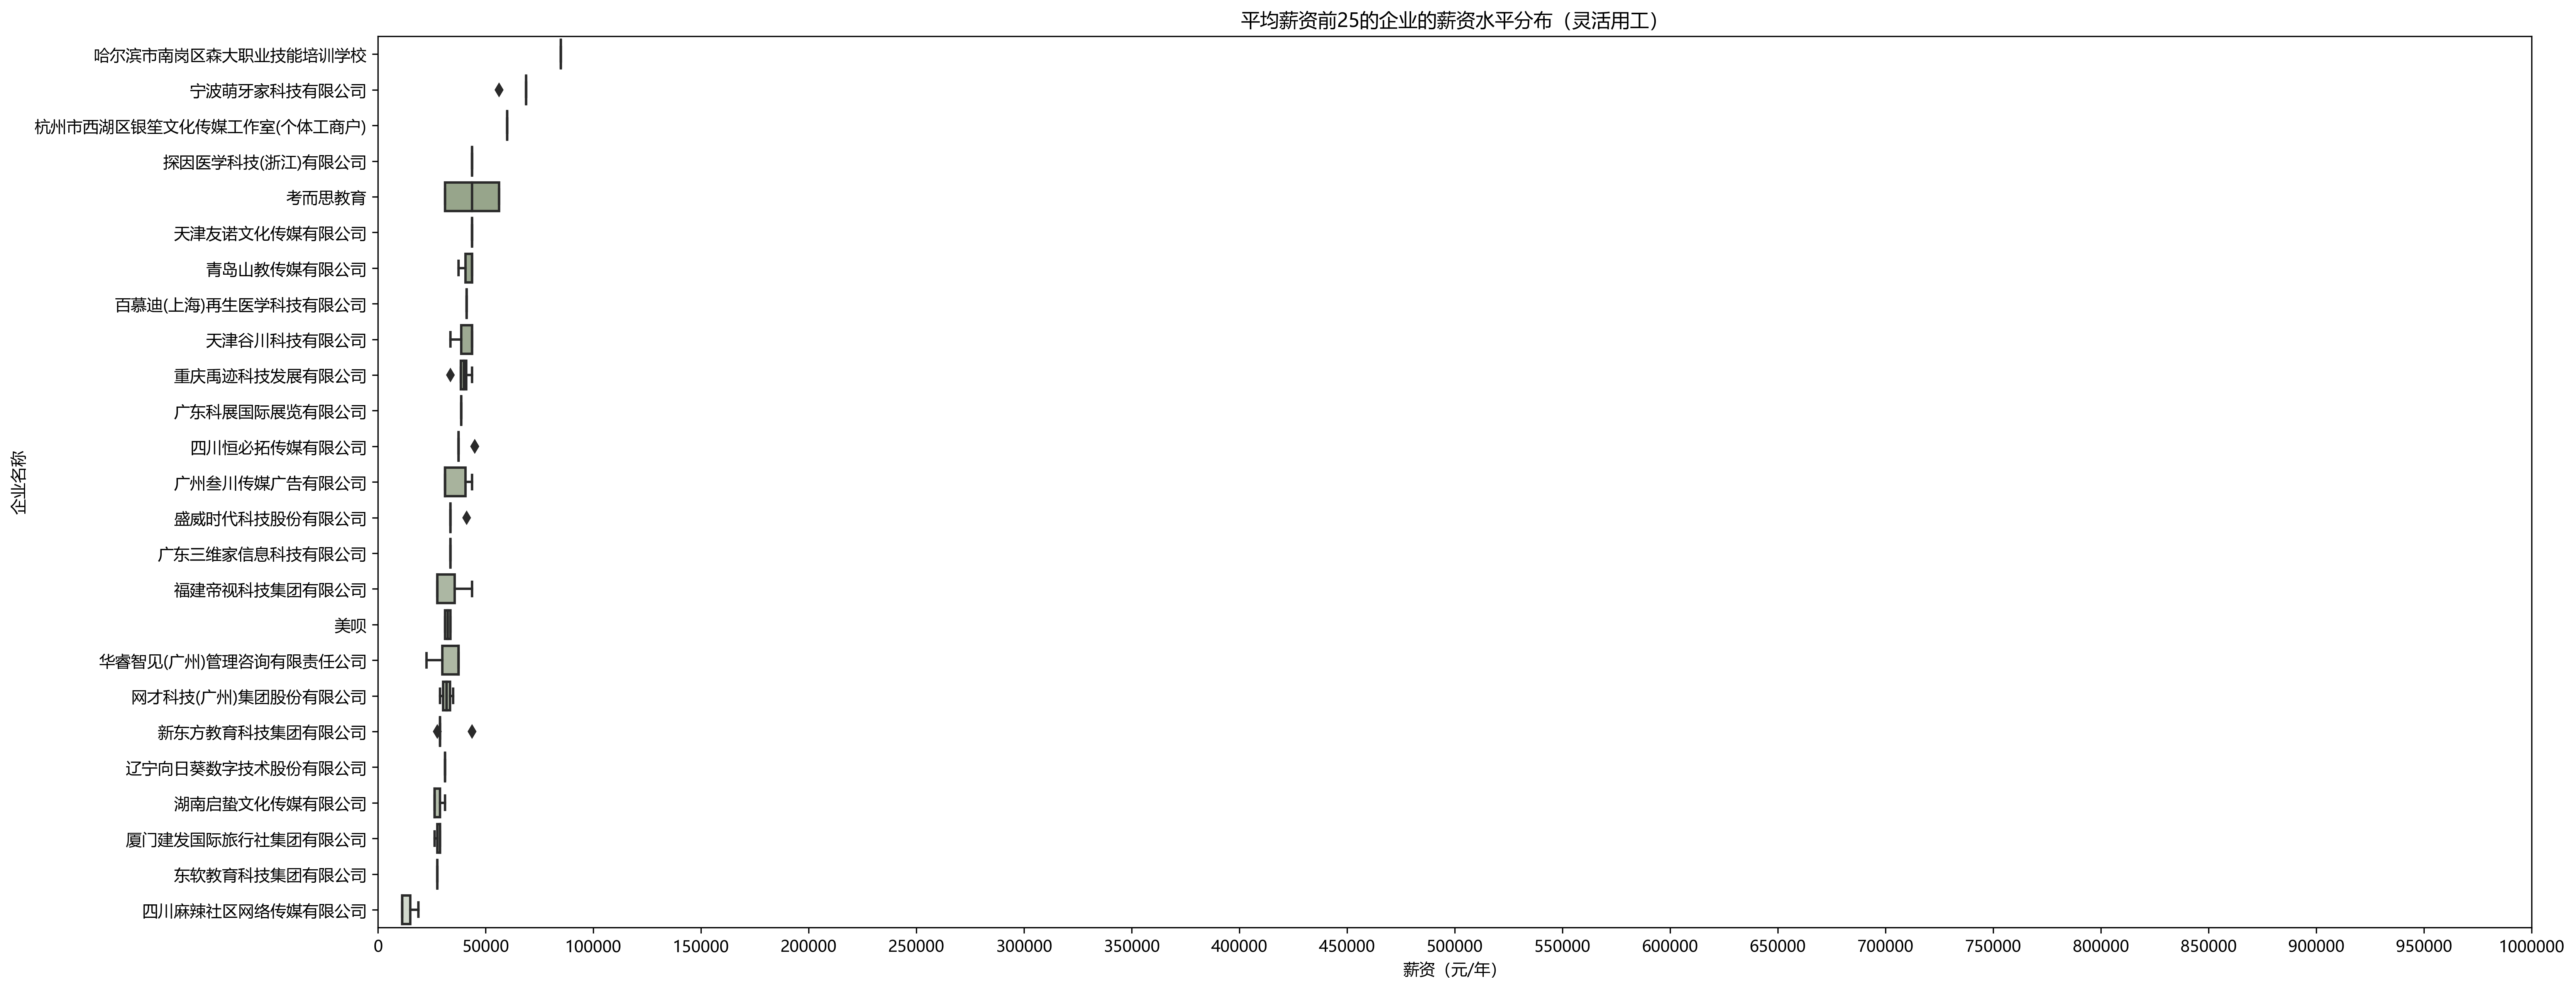 平均薪资前25的企业的薪资水平分布（灵活用工）
企业名称
哈尔滨市南岗区森大职业技能培训学校
宁波萌牙家科技有限公司
杭州市西湖区银笙文化传媒工作室(个体工商户)
探因医学科技(浙江)有限公司
考而思教育
天津友诺文化传媒有限公司
青岛山教传媒有限公司
百慕迪(上海)再生医学科技有限公司
天津谷川科技有限公司
重庆禹迹科技发展有限公司
广东科展国际展览有限公司
四川恒必拓传媒有限公司
广州叁川传媒广告有限公司
盛威时代科技股份有限公司
广东三维家信息科技有限公司
福建帝视科技集团有限公司
美呗
华睿智见(广州)管理咨询有限责任公司
网才科技(广州)集团股份有限公司
新东方教育科技集团有限公司
辽宁向日葵数字技术股份有限公司
湖南启蛰文化传媒有限公司
厦门建发国际旅行社集团有限公司
东软教育科技集团有限公司
四川麻辣社区网络传媒有限公司
0 50000 100000 150000 200000 250000 300000 350000 400000 450000 500000 550000 600000 650000 700000 750000 800000 850000 900000 950000 1000000
薪资（元/年）